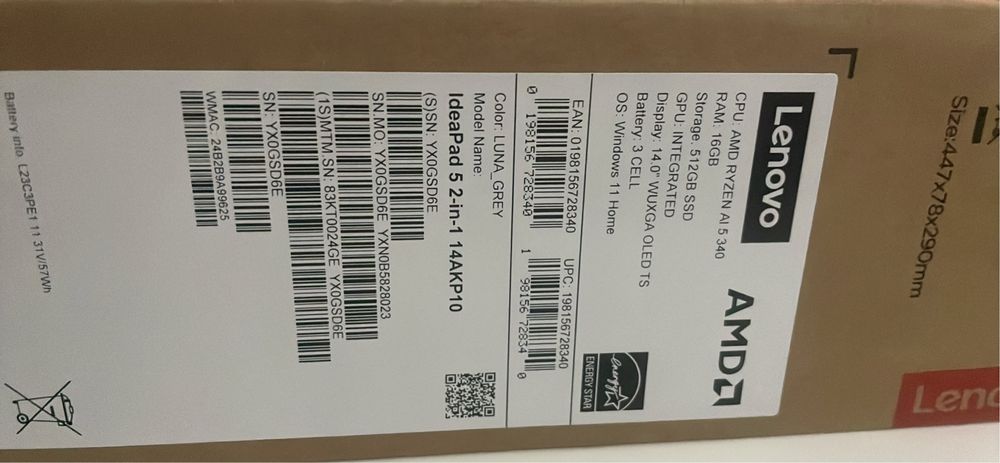 Size:447x78x290mm
Lenovo
AMD
CPU: AMD RYZEN AI 5 340
RAM: 16GB
Storage: 512GB SSD
GPU: INTEGRATED
Display: 14.0" WUXGA OLED TS
Battery: 3 CELL
OS: Windows 11 Home
energy
ENERGY STAR
EAN: 0198156728340
0 198156 728340
UPC: 198156728340
1 98156 72834 0
Color: LUNA_GREY
Model Name:
IdeaPad 5 2-in-1 14AKP10
(S)SN: YX0GSD6E
SN.MO: YX0GSD6E YXN0B5828023
(1S)MTM.SN: 83KT0024GE YX0GSD6E
SN: YX0GSD6E
WMAC: 24B2B9A99625
Battery info L23C3PE1 11.31V/57Wh